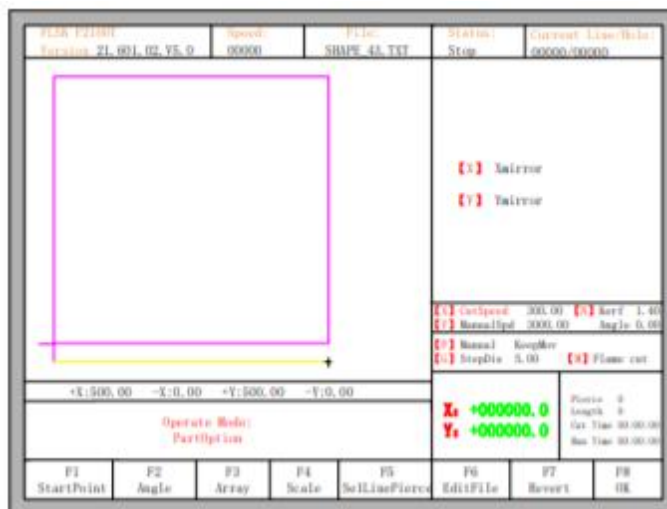 FLSK F2100T Speed: File: Status: Current Line/Hole:
Version 21.601.02.V5.0 00000 SHAPE_43.TXT Stop 00000/00000
【X】 Xmirror
【Y】 Ymirror
CutSpeed 300.00 【N】 Kerf 1.40
【F】 ManualSpd 3000.00 Angle 0.00
【P】 Manual KeepMov
【G】 StepDis 5.00 【M】 Flame cut
+X:500.00 -X:0.00 +Y:500.00 -Y:0.00
Operate Mode:
PartOption
X: +000000.0
Y: +000000.0
Pierce 0
Length 0
Cut Time 00:00:00
Time 00:00:00
F1 F2 F3 F4 F5 F6 F7 F8
StartPoint Angle Array Scale SelLinePierce EditFile Revert OK